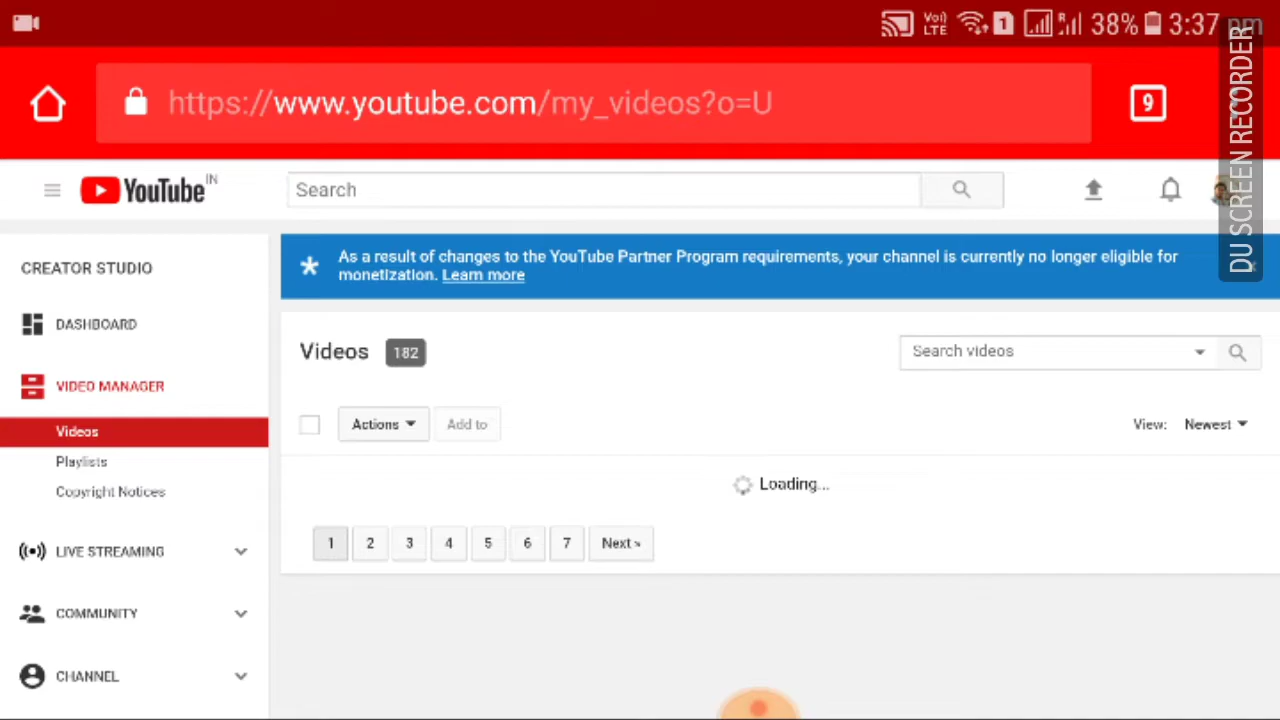 Vo) LTE 1 R 38% 3:37 pm
https://www.youtube.com/my_videos?o=U
9
DU SCREEN RECORDER
YouTube IN
Search
CREATOR STUDIO
As a result of changes to the YouTube Partner Program requirements, your channel is currently no longer eligible for
monetization. Learn more
DASHBOARD
Videos 182
Search videos
VIDEO MANAGER
Actions
Add to
View: Newest
Videos
Playlists
Loading...
Copyright Notices
1 2 3 4 5 6 7 Next »
LIVE STREAMING
COMMUNITY
CHANNEL